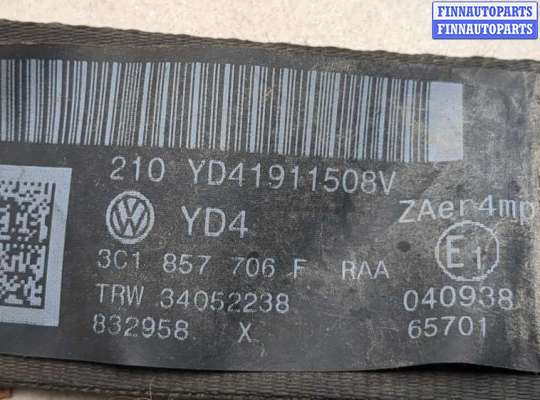 FINNAUTOPARTS
FINNAUTOPARTS
210 YD41911508V
YD4 ZAer4mp
3C1 857 706 F RAA E1
TRW 34052238 040938
832958 X 65701